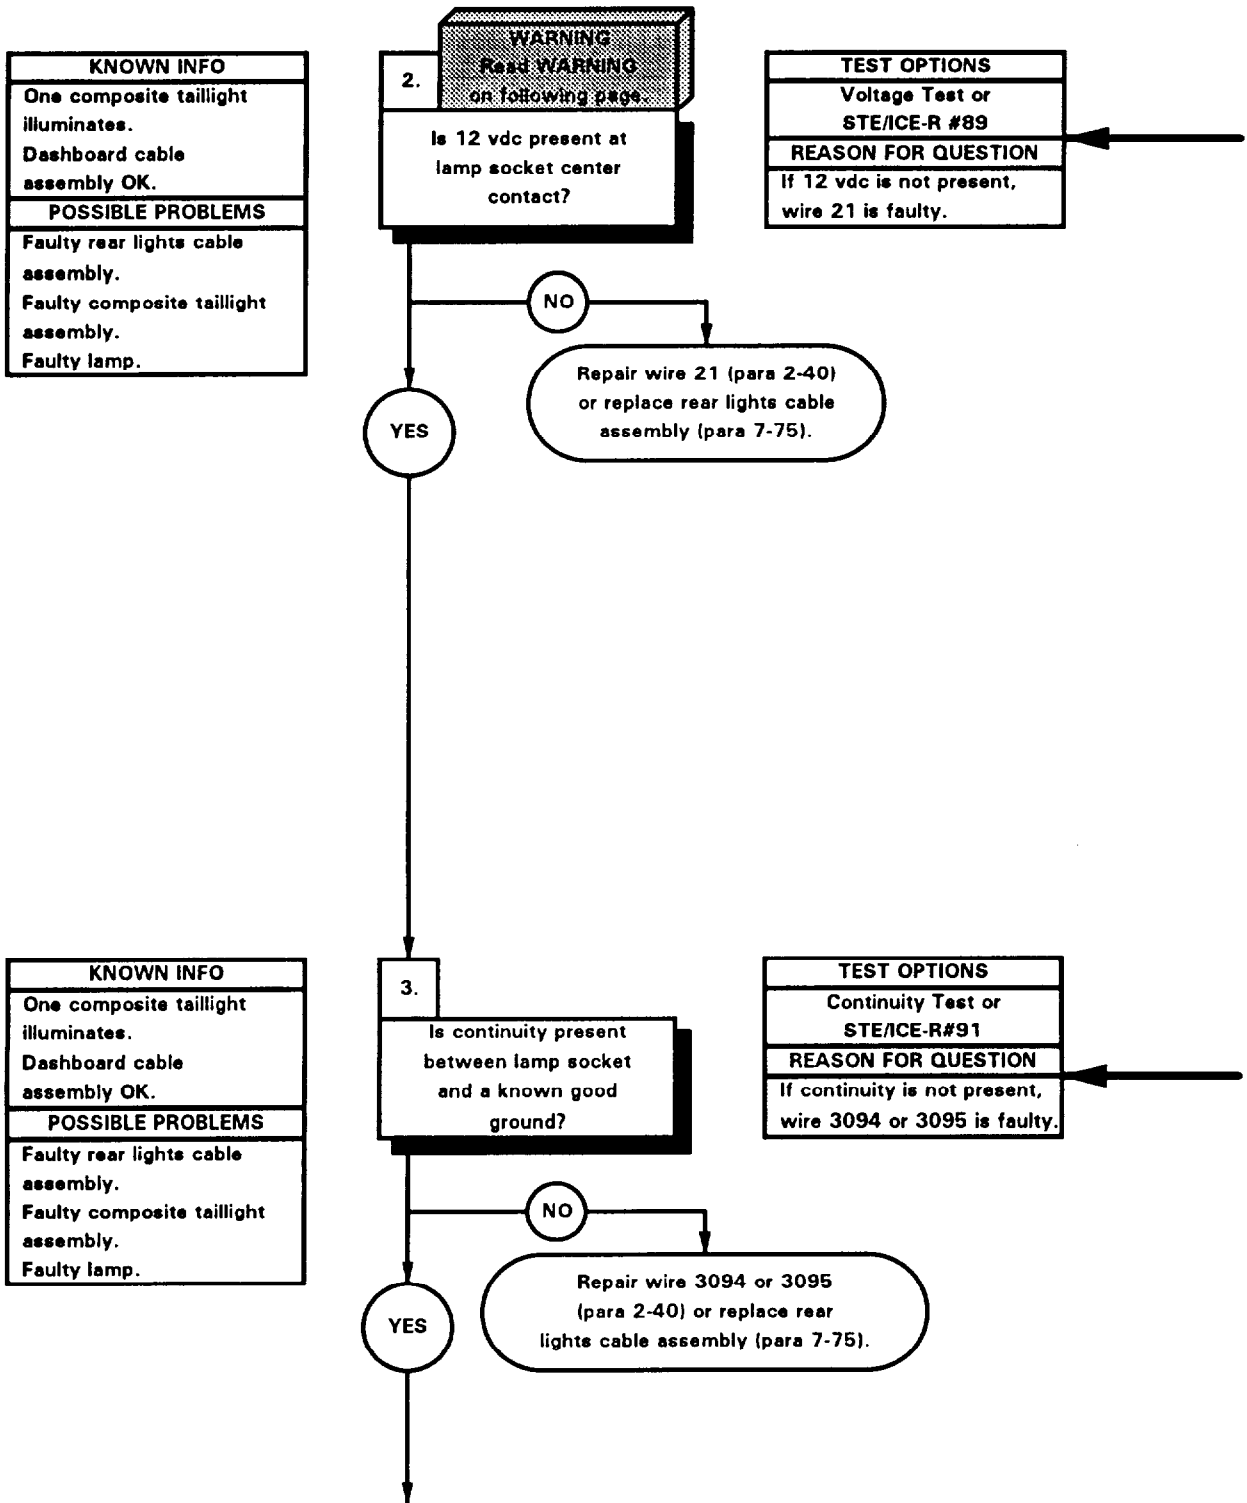 KNOWN INFO
One composite taillight
illuminates.
Dashboard cable
assembly OK.
POSSIBLE PROBLEMS
Faulty rear lights cable
assembly.
Faulty composite taillight
assembly.
Faulty lamp.
WARNING
Read WARNING
on following page.
2.
Is 12 vdc present at
lamp socket center
contact?
TEST OPTIONS
Voltage Test or
STE/ICE-R #89
REASON FOR QUESTION
If 12 vdc is not present,
wire 21 is faulty.
NO
Repair wire 21 (para 2-40)
or replace rear lights cable
assembly (para 7-75).
YES
KNOWN INFO
One composite taillight
illuminates.
Dashboard cable
assembly OK.
POSSIBLE PROBLEMS
Faulty rear lights cable
assembly.
Faulty composite taillight
assembly.
Faulty lamp.
3.
Is continuity present
between lamp socket
and a known good
ground?
TEST OPTIONS
Continuity Test or
STE/ICE-R#91
REASON FOR QUESTION
If continuity is not present,
wire 3094 or 3095 is faulty.
NO
Repair wire 3094 or 3095
(para 2-40) or replace rear
lights cable assembly (para 7-75).
YES